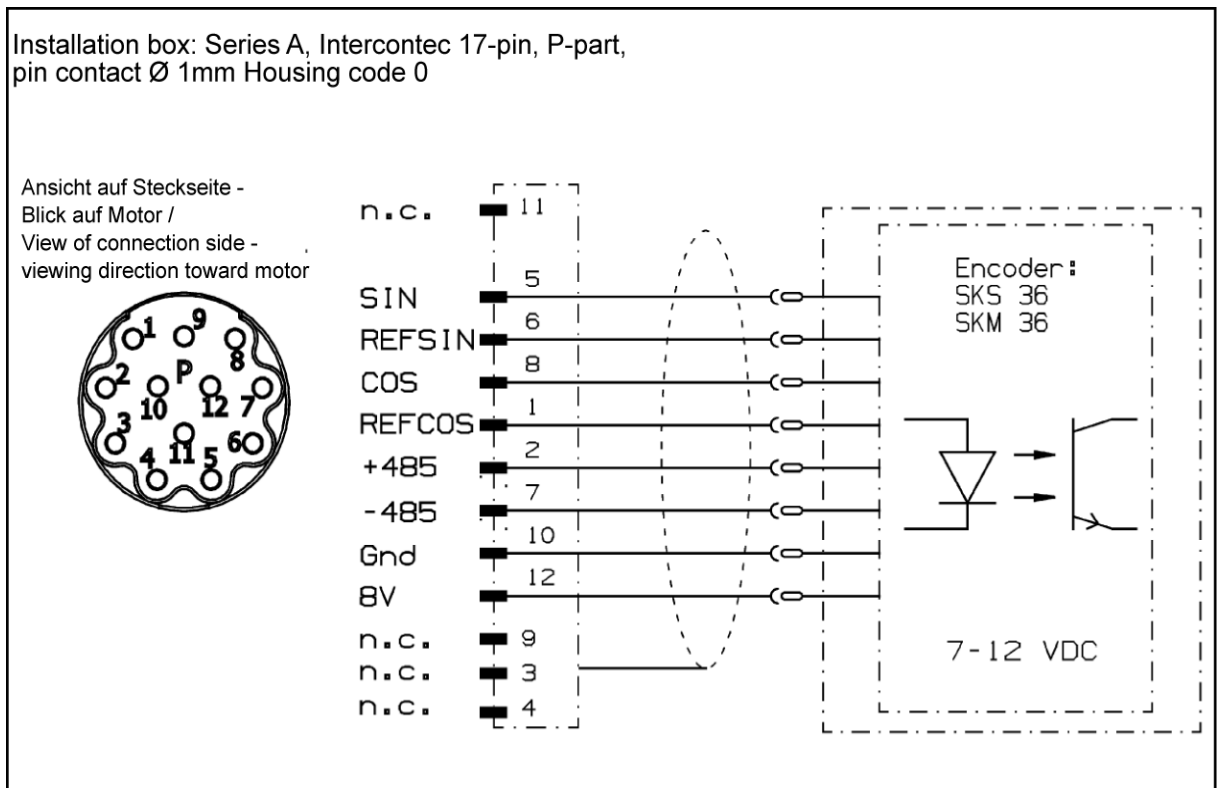 Installation box: Series A, Intercontec 17-pin, P-part,
pin contact Ø 1mm Housing code 0
Ansicht auf Steckseite -
Blick auf Motor /
View of connection side -
viewing direction toward motor
1 9 8
2 P 7
10 12
3 11 6
4 5
n.c. 11
SIN 5
REFSIN 6
COS 8
REFCOS 1
+485 2
-485 7
Gnd 10
8V 12
n.c. 9
n.c. 3
n.c. 4
Encoder:
SKS 36
SKM 36
7-12 VDC